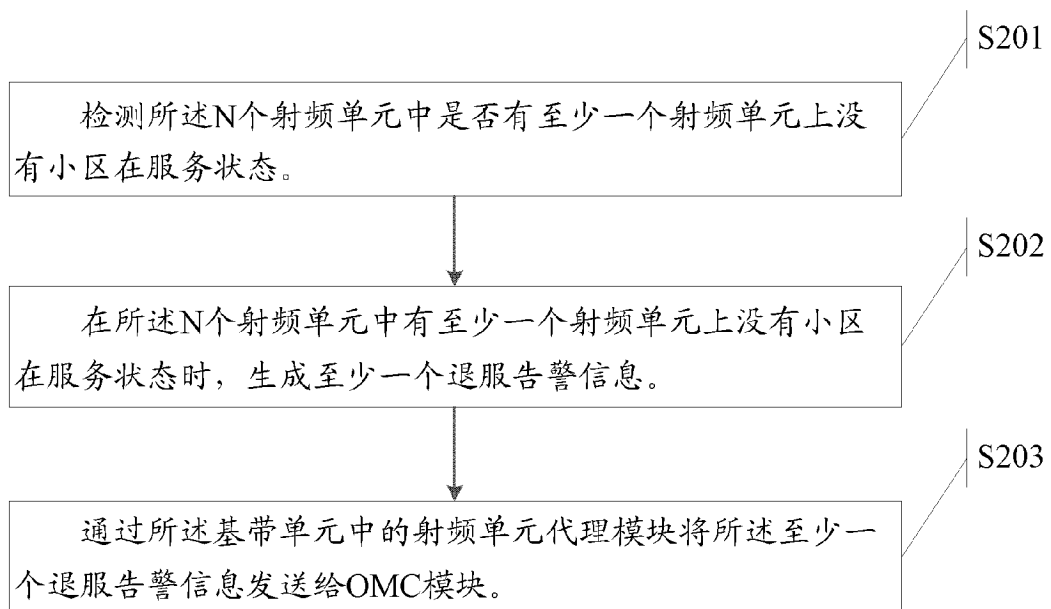 S201
检测所述N个射频单元中是否有至少一个射频单元上没
有小区在服务状态。
S202
在所述N个射频单元中有至少一个射频单元上没有小区
在服务状态时，生成至少一个退服告警信息。
S203
通过所述基带单元中的射频单元代理模块将所述至少一
个退服告警信息发送给OMC模块。